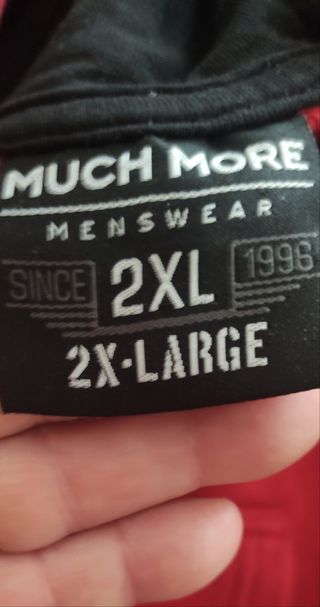 MUCH MORE
MENSWEAR
SINCE 2XL 1996
2X-LARGE